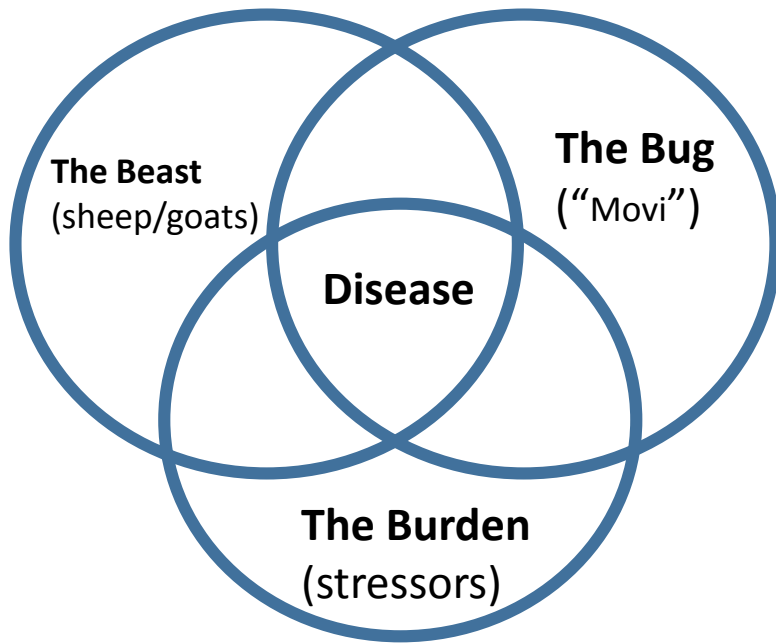 The Beast
(sheep/goats)
The Bug
(“Movi”)
Disease
The Burden
(stressors)